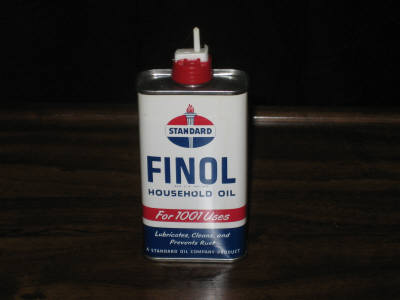 STANDARD
FINOL
HOUSEHOLD OIL
For 1001 Uses
Lubricates, Cleans, and
Prevents Rust
A STANDARD OIL COMPANY PRODUCT